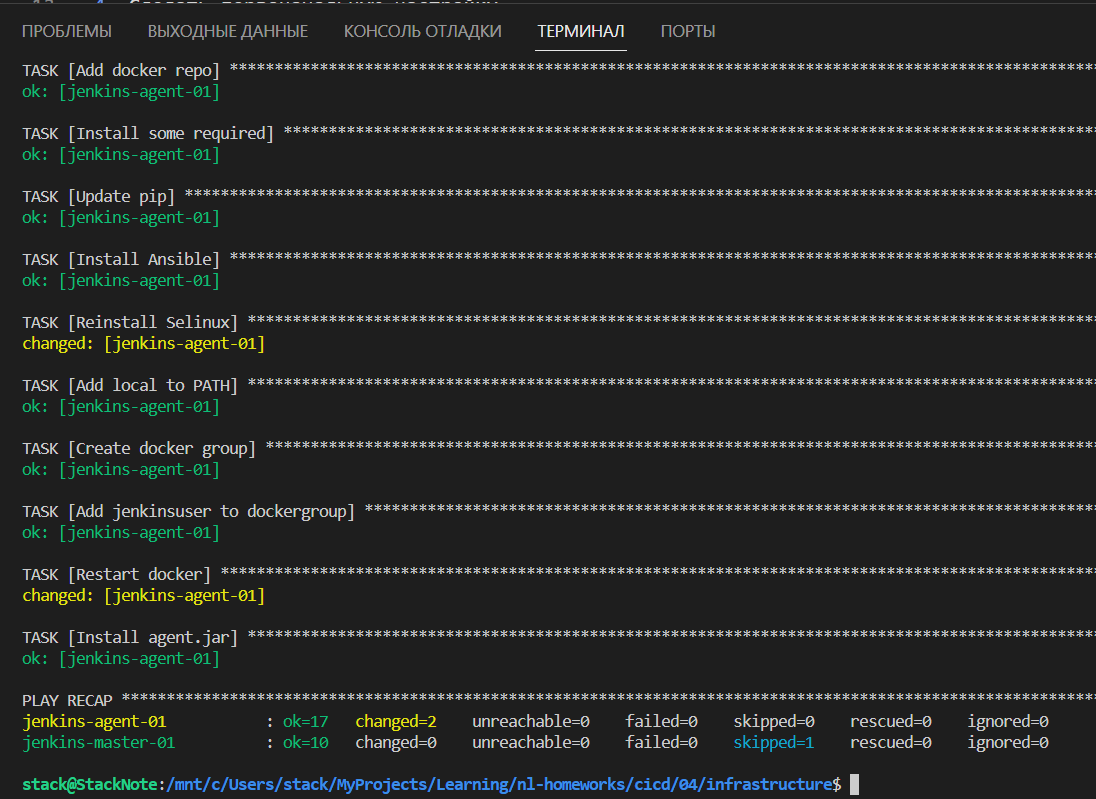 ПРОБЛЕМЫ ВЫХОДНЫЕ ДАННЫЕ КОНСОЛЬ ОТЛАДКИ ТЕРМИНАЛ ПОРТЫ
TASK [Add docker repo] ************************************************************************************************
ok: [jenkins-agent-01]
TASK [Install some required] ******************************************************************************************
ok: [jenkins-agent-01]
TASK [Update pip] *****************************************************************************************************
ok: [jenkins-agent-01]
TASK [Install Ansible] ************************************************************************************************
ok: [jenkins-agent-01]
TASK [Reinstall Selinux] **********************************************************************************************
changed: [jenkins-agent-01]
TASK [Add local to PATH] **********************************************************************************************
ok: [jenkins-agent-01]
TASK [Create docker group] ********************************************************************************************
ok: [jenkins-agent-01]
TASK [Add jenkinsuser to dockergroup] *********************************************************************************
ok: [jenkins-agent-01]
TASK [Restart docker] *************************************************************************************************
changed: [jenkins-agent-01]
TASK [Install agent.jar] **********************************************************************************************
ok: [jenkins-agent-01]
PLAY RECAP ************************************************************************************************************
jenkins-agent-01 : ok=17 changed=2 unreachable=0 failed=0 skipped=0 rescued=0 ignored=0
jenkins-master-01 : ok=10 changed=0 unreachable=0 failed=0 skipped=1 rescued=0 ignored=0
stack@StackNote:/mnt/c/Users/stack/MyProjects/Learning/nl-homeworks/cicd/04/infrastructure$